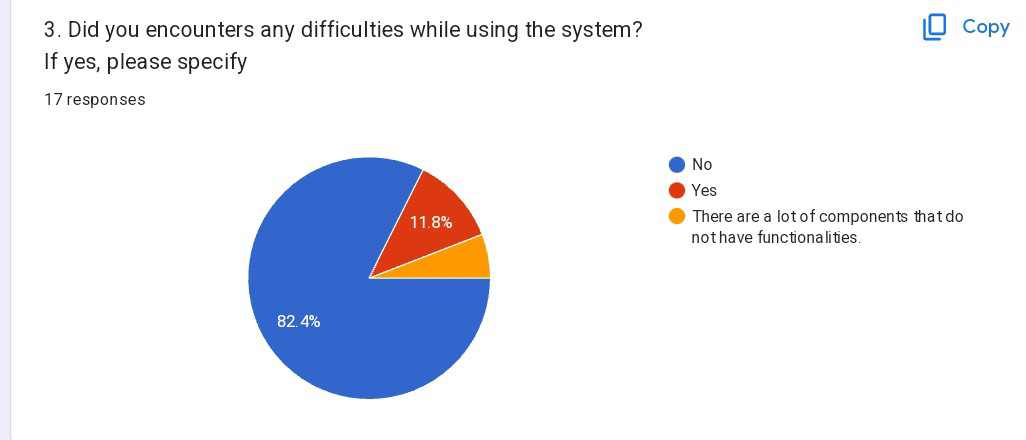 3. Did you encounters any difficulties while using the system?
If yes, please specify
Copy
17 responses
No
Yes
There are a lot of components that do
not have functionalities.
11.8%
82.4%